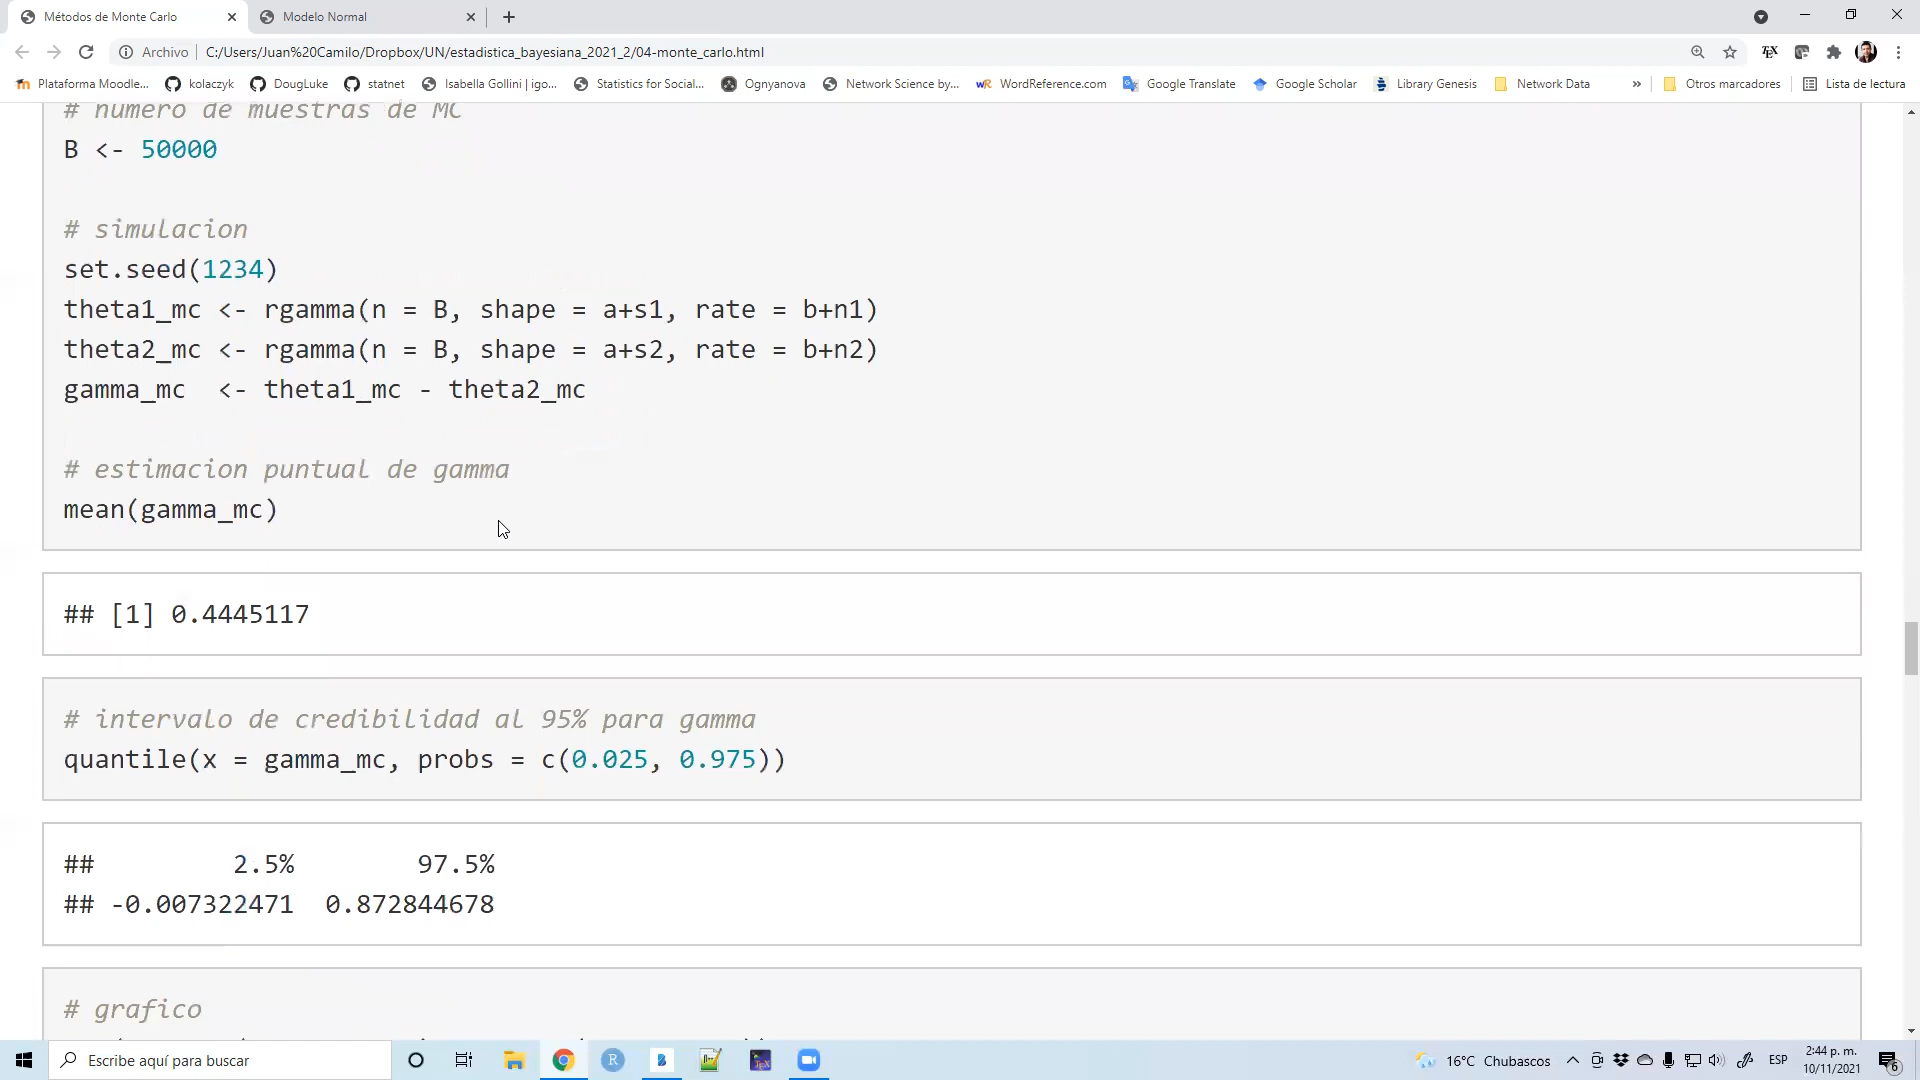 Métodos de Monte Carlo
Modelo Normal
Archivo C:/Users/Juan%20Camilo/Dropbox/UN/estadistica_bayesiana_2021_2/04-monte_carlo.html
Plataforma Moodle... kolaczyk DougLuke statnet Isabella Gollini | igo... Statistics for Social... Ognyanova Network Science by... WordReference.com Google Translate Google Scholar Library Genesis Network Data » Otros marcadores Lista de lectura
# numero de muestras de MC
B <- 50000
# simulacion
set.seed(1234)
theta1_mc <- rgamma(n = B, shape = a+s1, rate = b+n1)
theta2_mc <- rgamma(n = B, shape = a+s2, rate = b+n2)
gamma_mc  <- theta1_mc - theta2_mc
# estimacion puntual de gamma
mean(gamma_mc)
## [1] 0.4445117
# intervalo de credibilidad al 95% para gamma
quantile(x = gamma_mc, probs = c(0.025, 0.975))
##         2.5%        97.5%
## -0.007322471  0.872844678
# grafico
Escribe aquí para buscar
16°C Chubascos
ESP
2:44 p. m.
10/11/2021
6